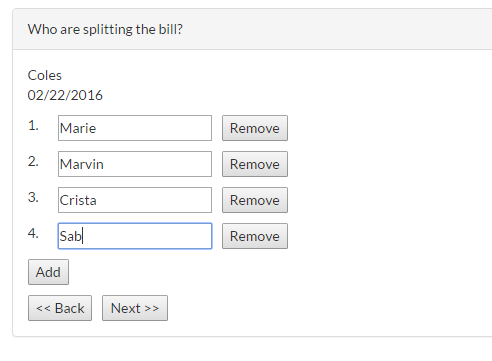 Who are splitting the bill?
Coles
02/22/2016
1. Marie Remove
2. Marvin Remove
3. Crista Remove
4. Sab Remove
Add
<< Back Next >>